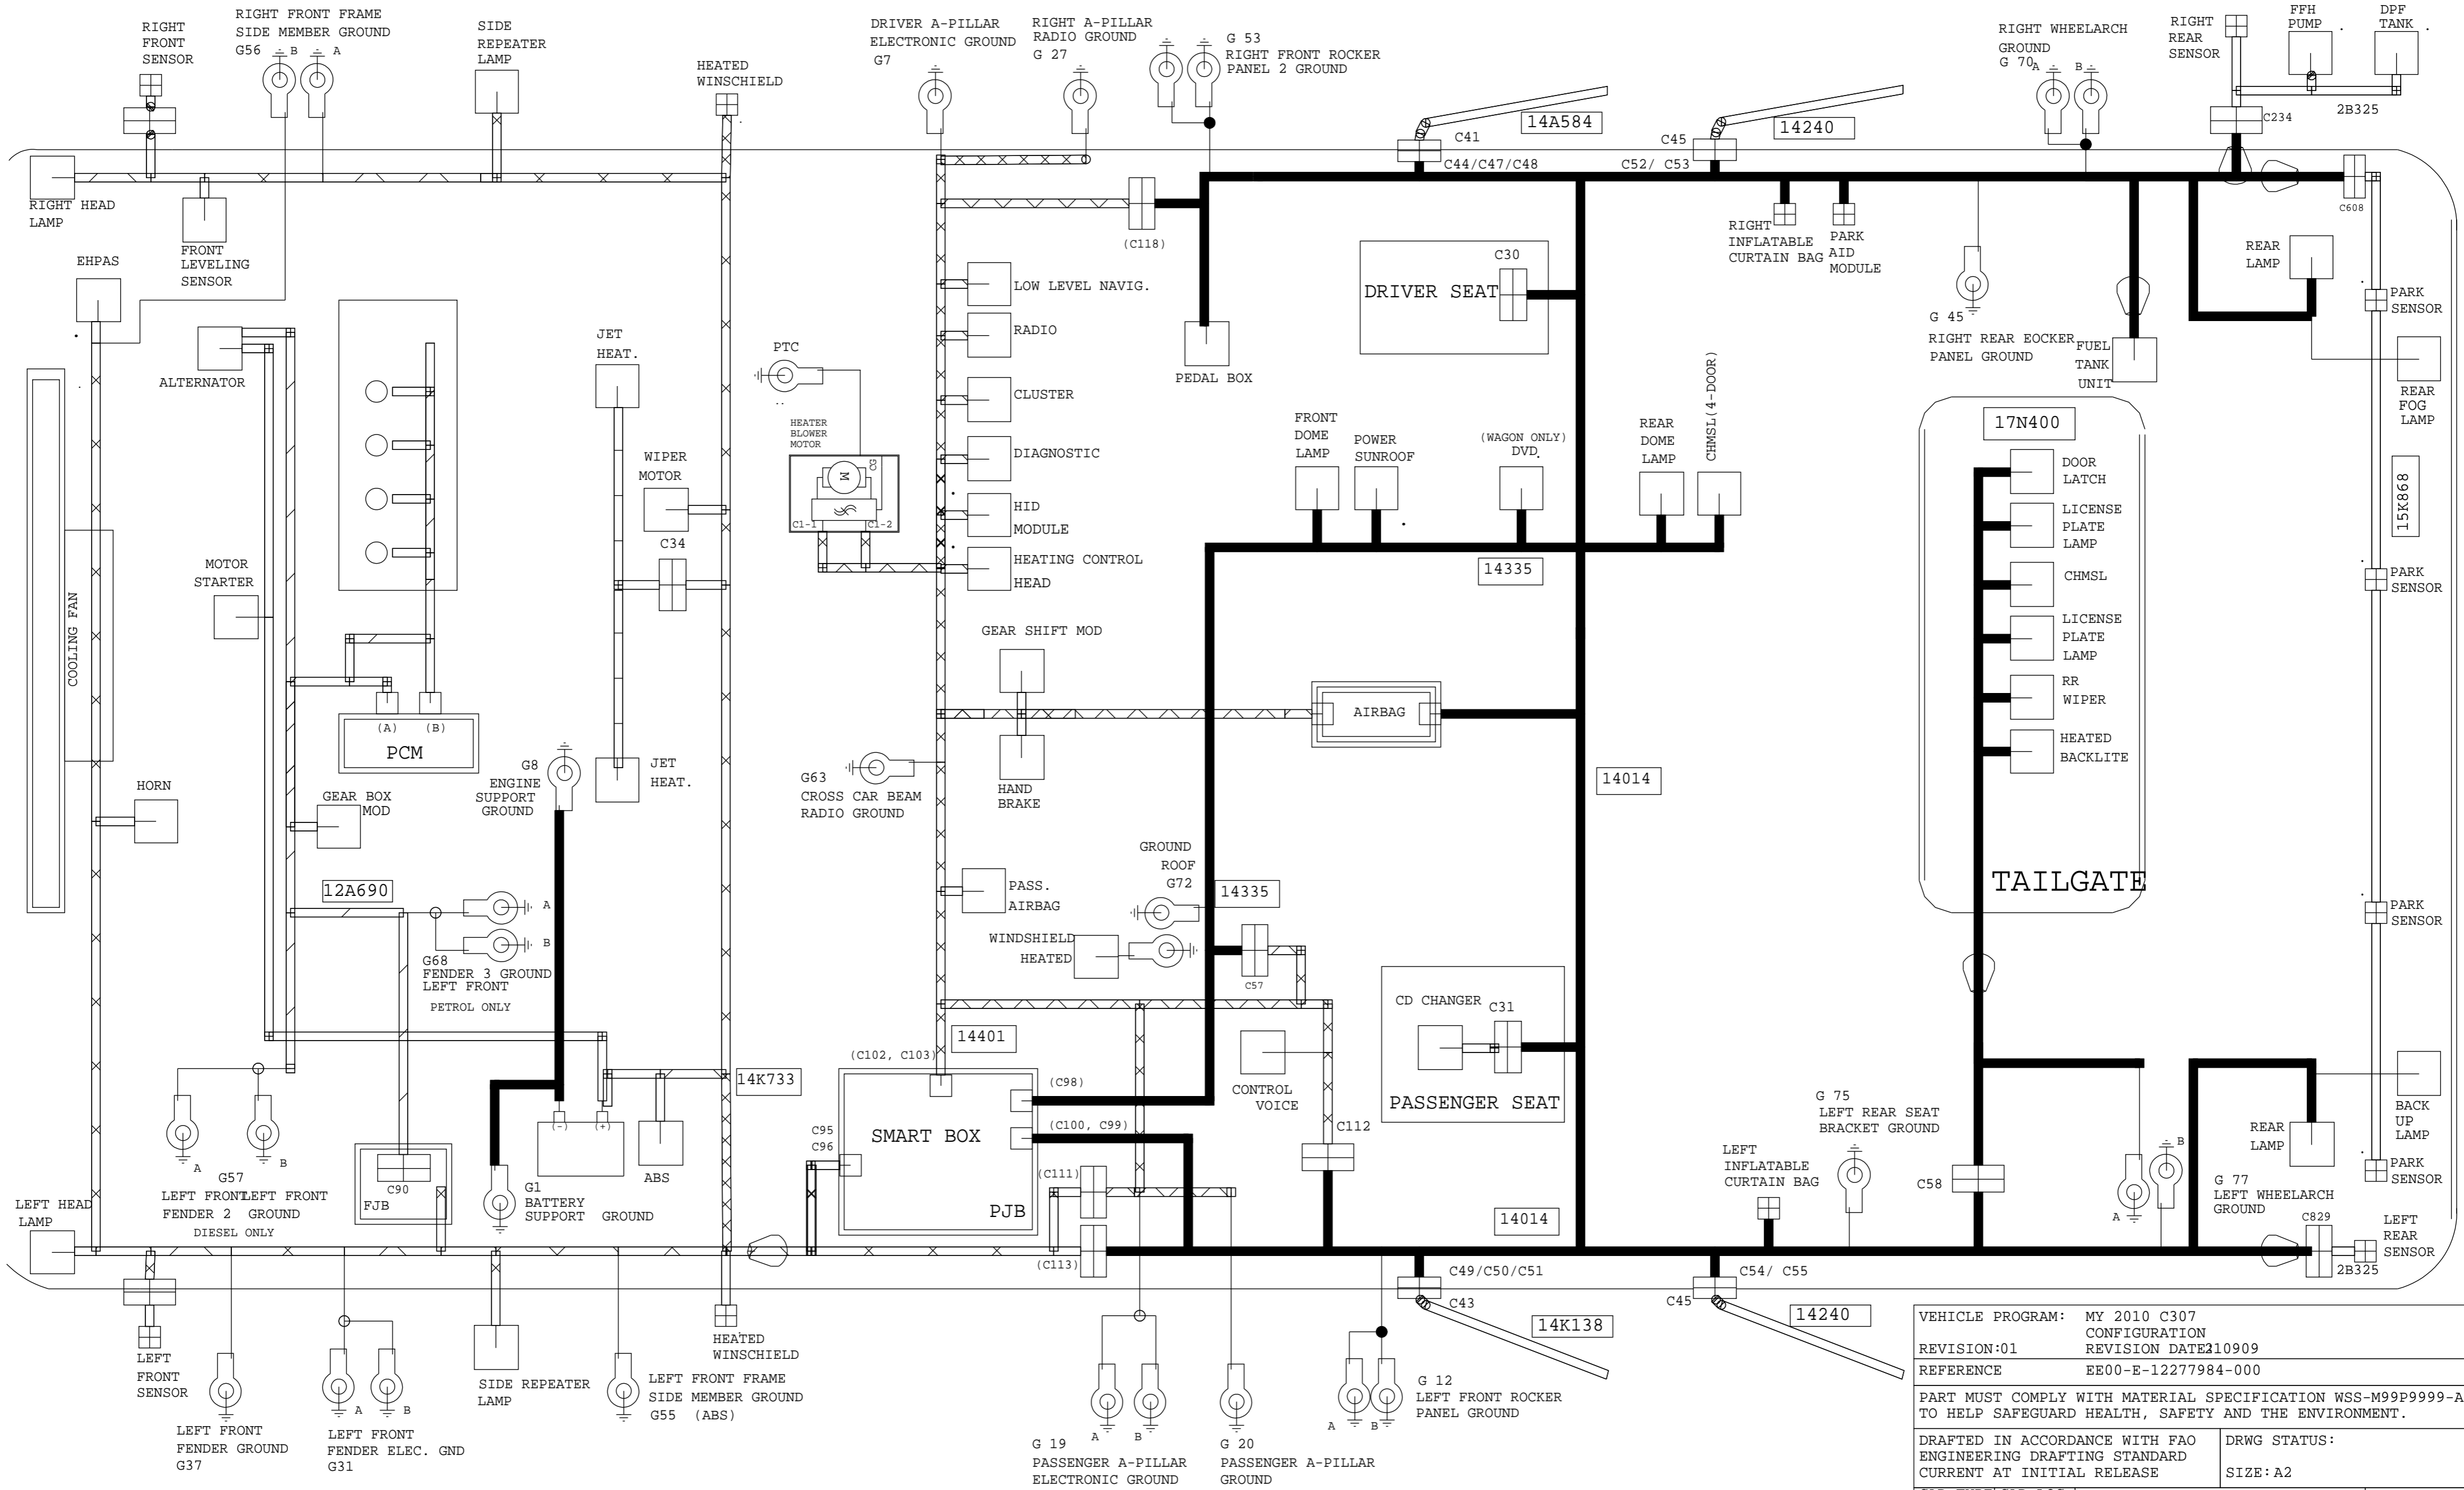 RIGHT
FRONT
SENSOR
RIGHT FRONT FRAME
SIDE MEMBER GROUND
G56
B
A
SIDE
REPEATER
LAMP
HEATED
WINSCHIELD
DRIVER A-PILLAR
ELECTRONIC GROUND
G7
RIGHT A-PILLAR
RADIO GROUND
G 27
G 53
RIGHT FRONT ROCKER
PANEL 2 GROUND
C41
14A584
C44/C47/C48
C45
14240
C52/ C53
RIGHT WHEELARCH
GROUND
G 70
A
B
RIGHT
REAR
SENSOR
FFH
PUMP
DPF
TANK
2B325
C234
C608
RIGHT HEAD
LAMP
FRONT
LEVELING
SENSOR
EHPAS
ALTERNATOR
JET
HEAT.
PTC
(C118)
LOW LEVEL NAVIG.
RADIO
CLUSTER
DIAGNOSTIC
HID
MODULE
HEATING CONTROL
HEAD
PEDAL BOX
DRIVER SEAT
C30
RIGHT
INFLATABLE
CURTAIN BAG
PARK
AID
MODULE
G 45
RIGHT REAR EOCKER
PANEL GROUND
FUEL
TANK
UNIT
REAR
LAMP
PARK
SENSOR
REAR
FOG
LAMP
HEATER
BLOWER
MOTOR
M
CG
C1-1
C1-2
WIPER
MOTOR
C34
FRONT
DOME
LAMP
POWER
SUNROOF
(WAGON ONLY)
DVD
REAR
DOME
LAMP
CHMSL(4-DOOR)
14335
17N400
DOOR
LATCH
LICENSE
PLATE
LAMP
CHMSL
LICENSE
PLATE
LAMP
RR
WIPER
HEATED
BACKLITE
TAILGATE
15K868
PARK
SENSOR
COOLING FAN
MOTOR
STARTER
(A)
(B)
PCM
HORN
GEAR BOX
MOD
G8
ENGINE
SUPPORT
GROUND
JET
HEAT.
GEAR SHIFT MOD
HAND
BRAKE
G63
CROSS CAR BEAM
RADIO GROUND
AIRBAG
14014
12A690
A
B
G68
FENDER 3 GROUND
LEFT FRONT
PETROL ONLY
PASS.
AIRBAG
GROUND
ROOF
G72
14335
WINDSHIELD
HEATED
C57
CD CHANGER
C31
PASSENGER SEAT
PARK
SENSOR
14401
(C102, C103)
14K733
(C98)
(C100, C99)
SMART BOX
C95
C96
PJB
(C111)
(C113)
CONTROL
VOICE
C112
14014
G 75
LEFT REAR SEAT
BRACKET GROUND
LEFT
INFLATABLE
CURTAIN BAG
C58
A
B
G 77
LEFT WHEELARCH
GROUND
REAR
LAMP
BACK
UP
LAMP
PARK
SENSOR
C829
LEFT
REAR
SENSOR
2B325
A
B
G57
LEFT FRONT
LEFT FRONT
FENDER 2
GROUND
DIESEL ONLY
C90
FJB
(-)
(+)
G1
BATTERY
SUPPORT GROUND
ABS
LEFT HEAD
LAMP
LEFT
FRONT
SENSOR
LEFT FRONT
FENDER GROUND
G37
A
B
LEFT FRONT
FENDER ELEC. GND
G31
SIDE REPEATER
LAMP
LEFT FRONT FRAME
SIDE MEMBER GROUND
G55 (ABS)
HEATED
WINSCHIELD
A
B
G 19
PASSENGER A-PILLAR
ELECTRONIC GROUND
G 20
PASSENGER A-PILLAR
GROUND
A
B
G 12
LEFT FRONT ROCKER
PANEL GROUND
C49/C50/C51
C43
14K138
C54/ C55
C45
14240
VEHICLE PROGRAM: MY 2010 C307
CONFIGURATION
REVISION:01 REVISION DATE 210909
REFERENCE EE00-E-12277984-000
PART MUST COMPLY WITH MATERIAL SPECIFICATION WSS-M99P9999-A
TO HELP SAFEGUARD HEALTH, SAFETY AND THE ENVIRONMENT.
DRAFTED IN ACCORDANCE WITH FAO
ENGINEERING DRAFTING STANDARD
CURRENT AT INITIAL RELEASE
DRWG STATUS:
SIZE:A2